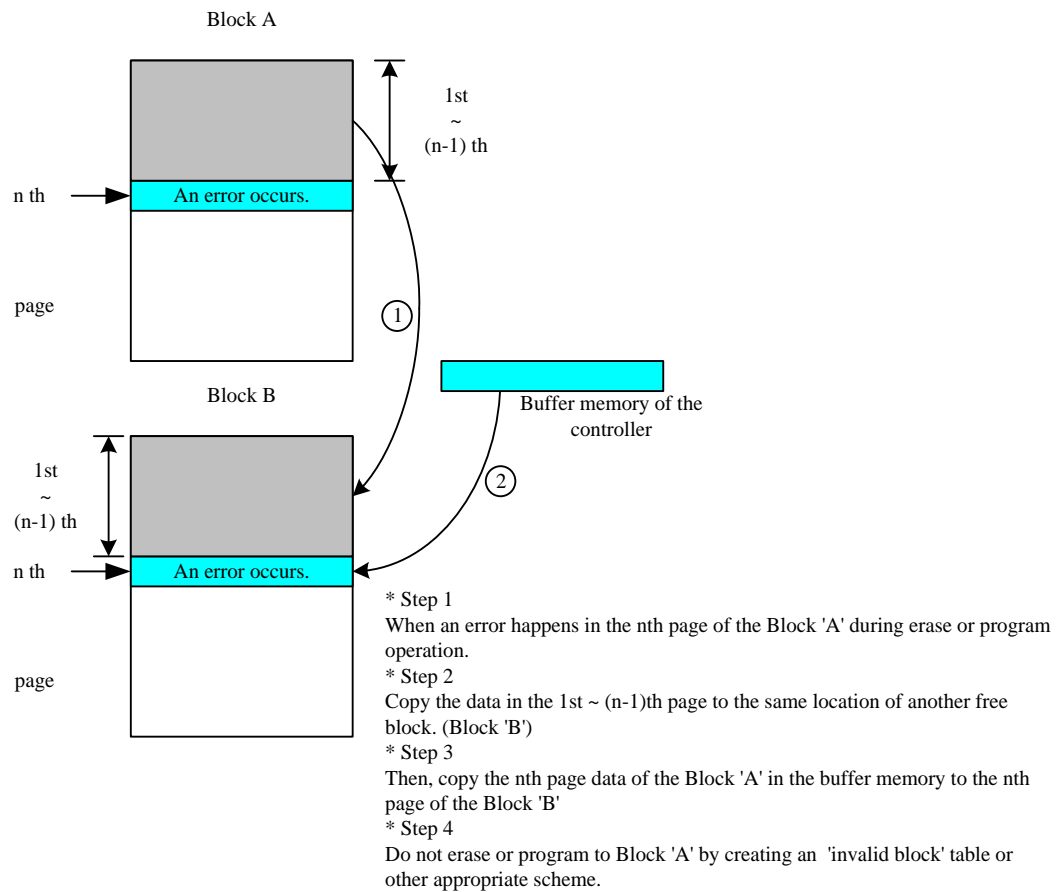 Block A
1st
~
(n-1) th
n th
An error occurs.
page
1
Block B
Buffer memory of the
controller
1st
~
(n-1) th
2
n th
An error occurs.
page
* Step 1
When an error happens in the nth page of the Block 'A' during erase or program
operation.
* Step 2
Copy the data in the 1st ~ (n-1)th page to the same location of another free
block. (Block 'B')
* Step 3
Then, copy the nth page data of the Block 'A' in the buffer memory to the nth
page of the Block 'B'
* Step 4
Do not erase or program to Block 'A' by creating an 'invalid block' table or
other appropriate scheme.